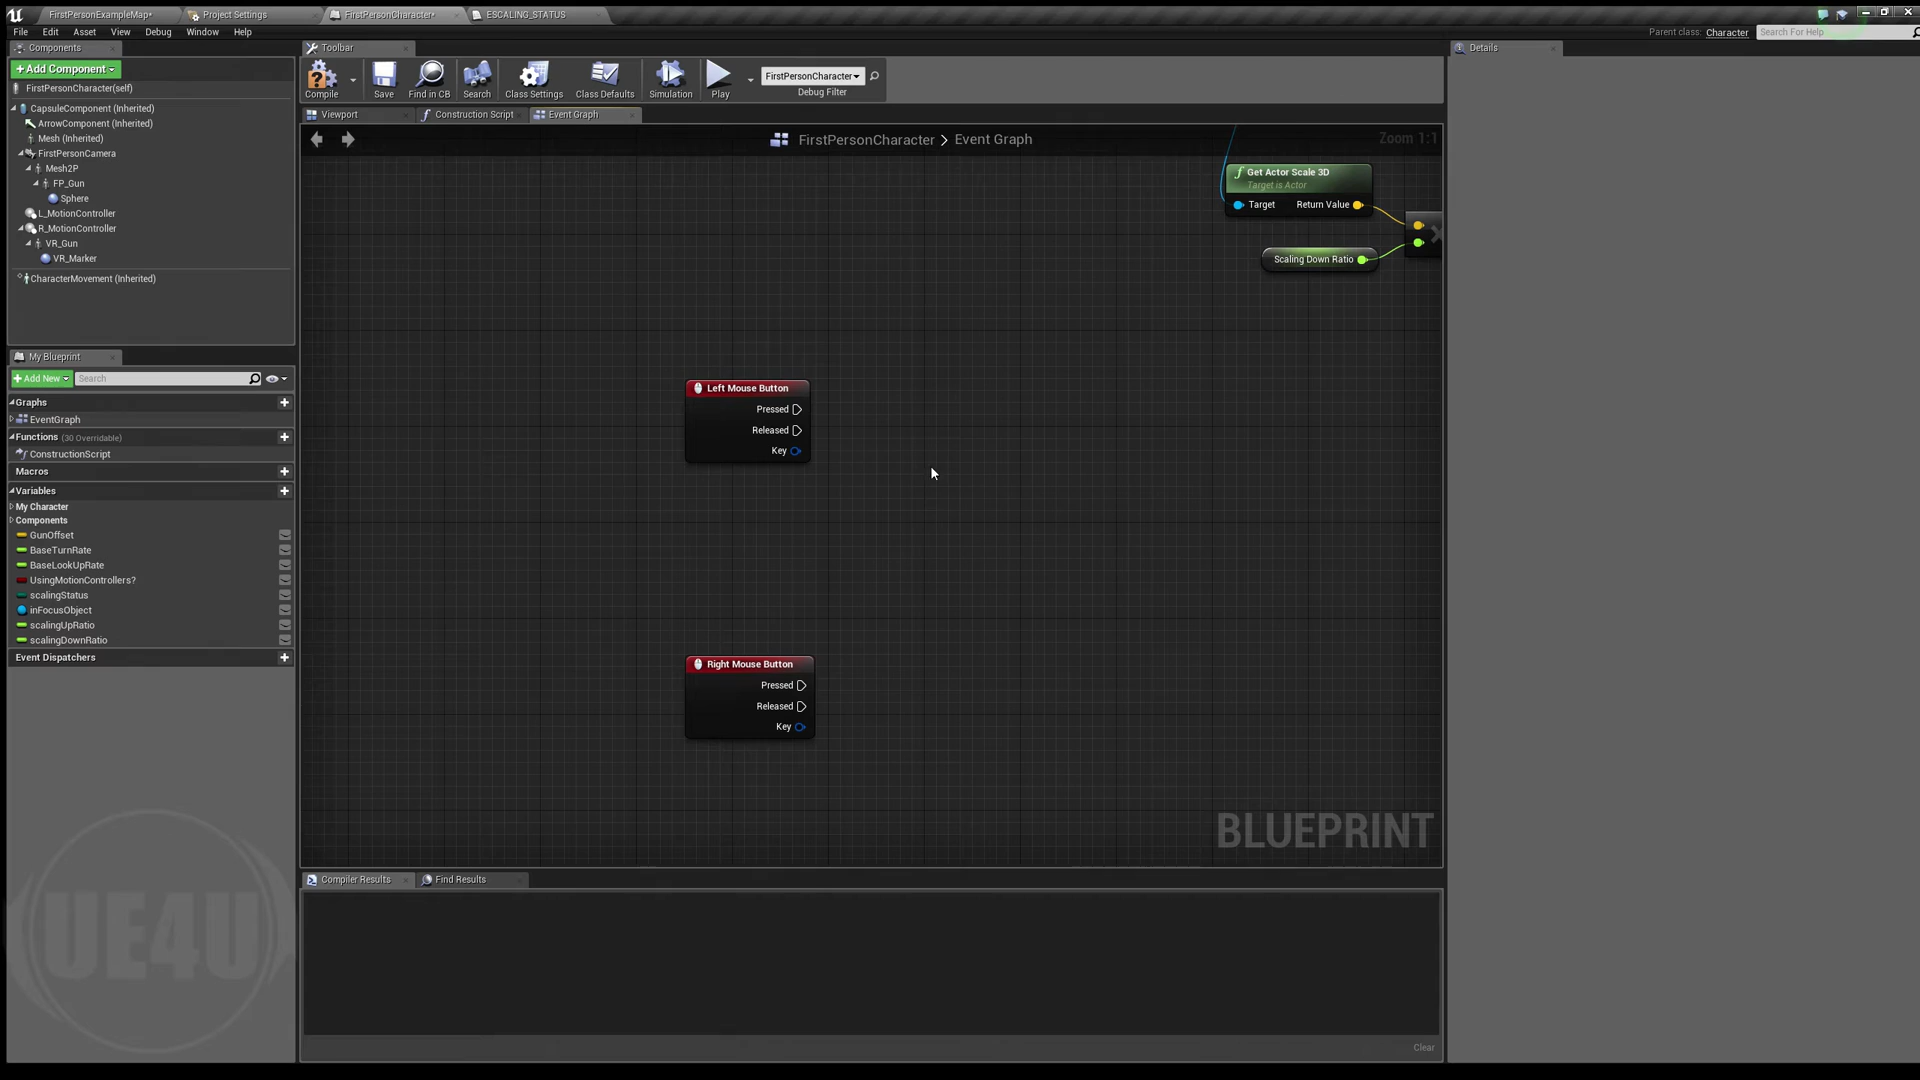 FirstPersonExampleMap*
Project Settings
FirstPersonCharacter*
ESCALING_STATUS
File Edit Asset View Debug Window Help
Parent class: Character
Search For Help
Components
Toolbar
Details
+Add Component
FirstPersonCharacter(self)
CapsuleComponent (Inherited)
ArrowComponent (Inherited)
Mesh (Inherited)
FirstPersonCamera
Mesh2P
FP_Gun
Sphere
L_MotionController
R_MotionController
VR_Gun
VR_Marker
CharacterMovement (Inherited)
Compile
Save
Find in CB
Search
Class Settings
Class Defaults
Simulation
Play
FirstPersonCharacter
Debug Filter
Viewport
Construction Script
Event Graph
FirstPersonCharacter > Event Graph
Zoom 1:1
Get Actor Scale 3D
Target is Actor
Target Return Value
Scaling Down Ratio
Left Mouse Button
Pressed
Released
Key
Right Mouse Button
Pressed
Released
Key
BLUEPRINT
My Blueprint
+Add New
Search
Graphs
EventGraph
Functions (30 Overridable)
ConstructionScript
Macros
Variables
My Character
Components
GunOffset
BaseTurnRate
BaseLookUpRate
UsingMotionControllers?
scalingStatus
inFocusObject
scalingUpRatio
scalingDownRatio
Event Dispatchers
Compiler Results
Find Results
Clear
UE4U